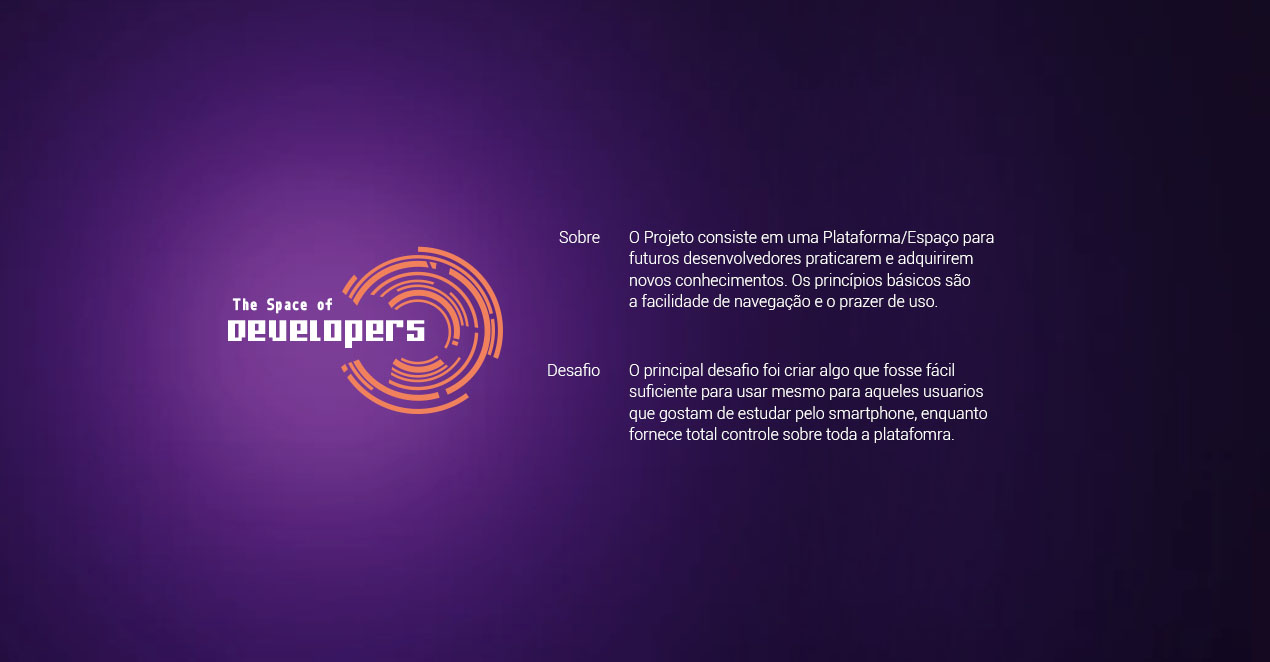 The Space of
Developers
Sobre
O Projeto consiste em uma Plataforma/Espaço para
futuros desenvolvedores praticarem e adquirirem
novos conhecimentos. Os princípios básicos são
a facilidade de navegação e o prazer de uso.
Desafio
O principal desafio foi criar algo que fosse fácil
suficiente para usar mesmo para aqueles usuarios
que gostam de estudar pelo smartphone, enquanto
fornece total controle sobre toda a platafomra.